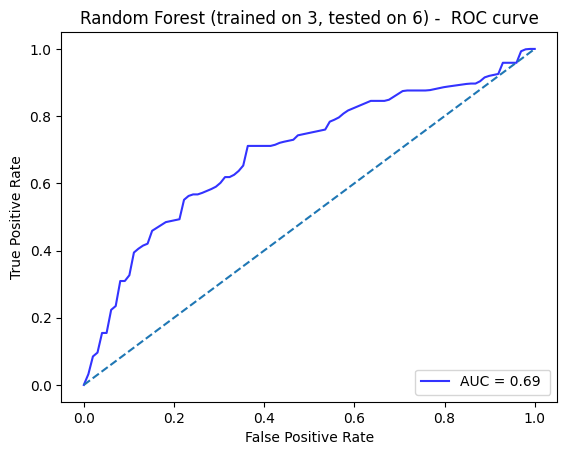 Random Forest (trained on 3, tested on 6) -  ROC curve
1.0
0.8
0.6
0.4
0.2
0.0
True Positive Rate
AUC = 0.69
0.0 0.2 0.4 0.6 0.8 1.0
False Positive Rate